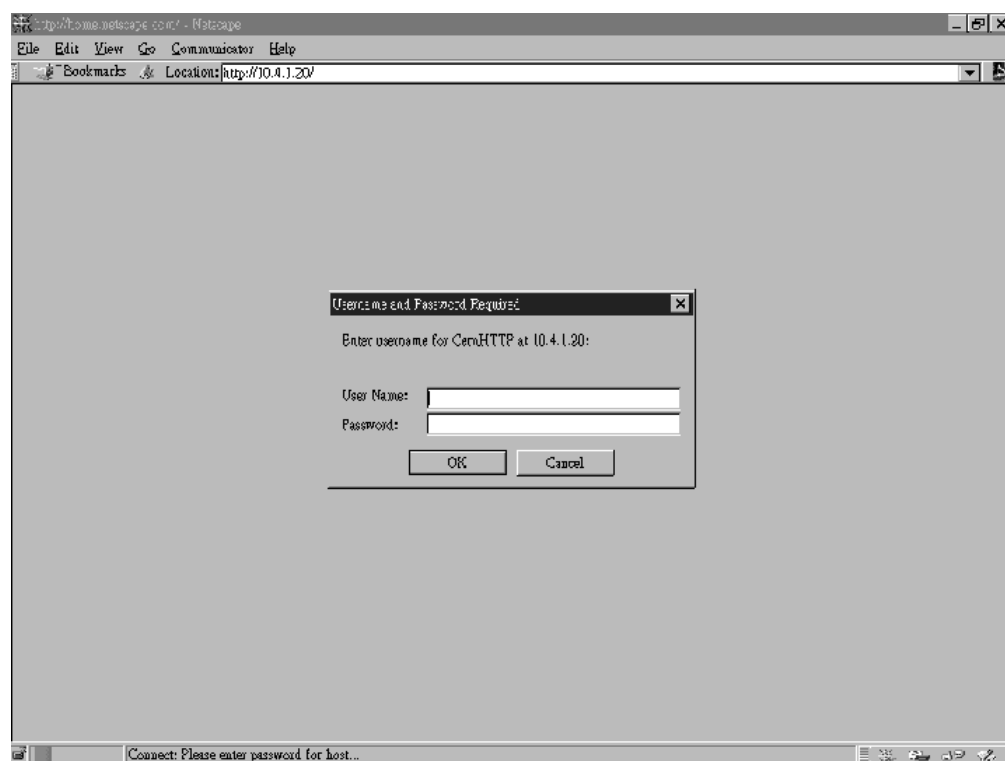 http://home.netscape.com/ - Netscape
File Edit View Go Communicator Help
Bookmarks Location: http://10.4.1.20/
Username and Password Required
Enter username for CernHTTP at 10.4.1.20:
User Name:
Password:
OK Cancel
Connect: Please enter password for host...